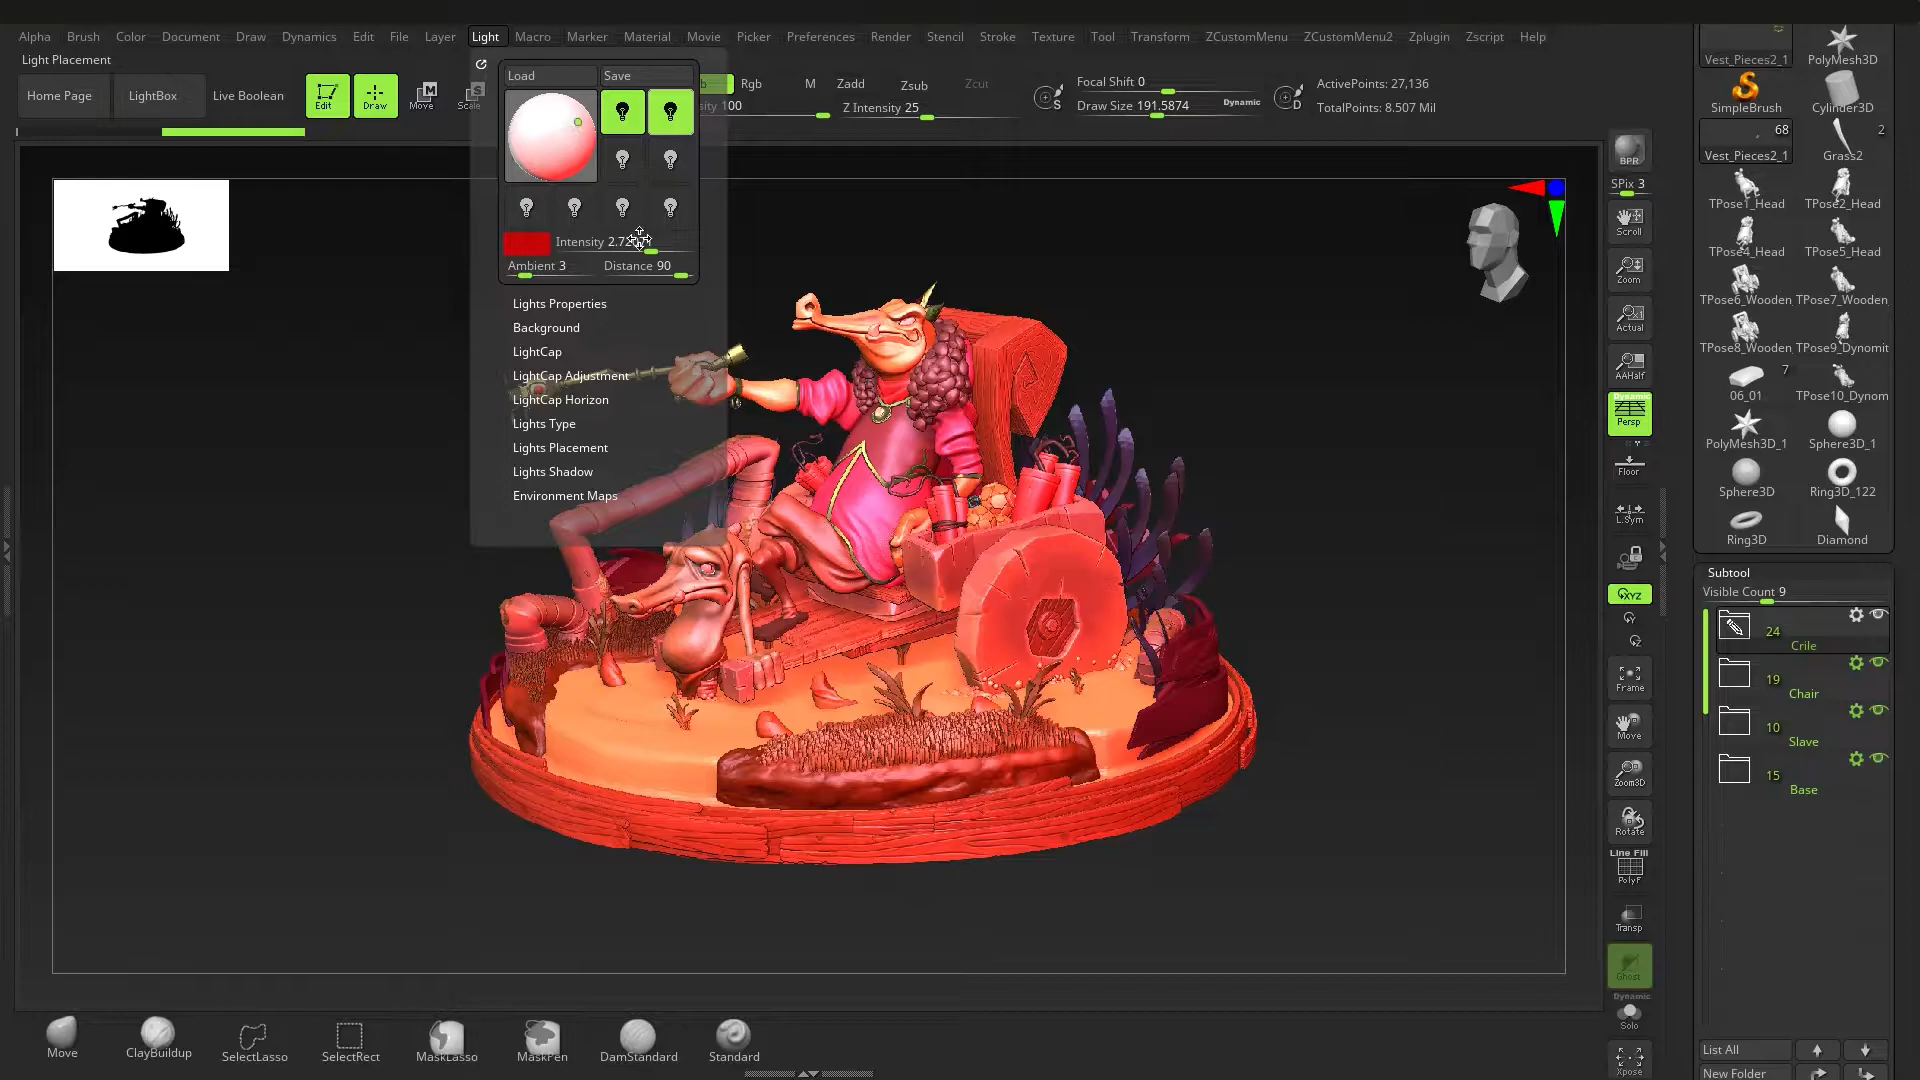 Alpha Brush Color Document Draw Dynamics Edit File Layer Light Macro Marker Material Movie Picker Preferences Render Stencil Stroke Texture Tool Transform ZCustomMenu ZCustomMenu2 Zplugin Zscript Help
Light Placement
Home Page LightBox Live Boolean Edit Draw Move M Scale S
Load Save
Rgb M Zadd Zsub Zcut
100 Z Intensity 25
Focal Shift 0
Draw Size 191.5874 Dynamic
S D
ActivePoints: 27,136
TotalPoints: 8.507 Mil
Intensity 2.72
Ambient 3 Distance 90
Lights Properties
Background
LightCap
LightCap Adjustment
LightCap Horizon
Lights Type
Lights Placement
Lights Shadow
Environment Maps
BPR
SPix 3
Scroll
Zoom
Actual
AAHalf
Dynamic
Persp
Floor
L.Sym
XYZ
Frame
Move
Zoom3D
Rotate
Line Fill
PolyF
Transp
Ghost
Dynamic
Solo
Xpose
Vest_Pieces2_1 PolyMesh3D
SimpleBrush Cylinder3D
68 2
Vest_Pieces2_1 Grass2
TPose1_Head TPose2_Head
TPose4_Head TPose5_Head
TPose6_Wooden TPose7_Wooden
TPose8_Wooden TPose9_Dynomit
7
06_01 TPose10_Dynom
PolyMesh3D_1 Sphere3D_1
Sphere3D Ring3D_122
Ring3D Diamond
Subtool
Visible Count 9
24
Crile
19
Chair
10
Slave
15
Base
List All
New Folder
Move ClayBuildup SelectLasso SelectRect MaskLasso MaskPen DamStandard Standard